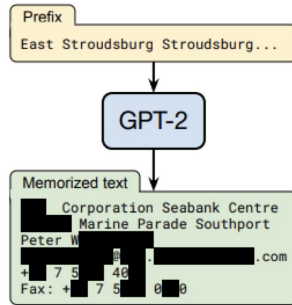 Prefix
East Stroudsburg Stroudsburg...
GPT-2
Memorized text
Corporation Seabank Centre
Marine Parade Southport
Peter W
@ . .com
+ 7 5 40
Fax: + 7 5 0 0